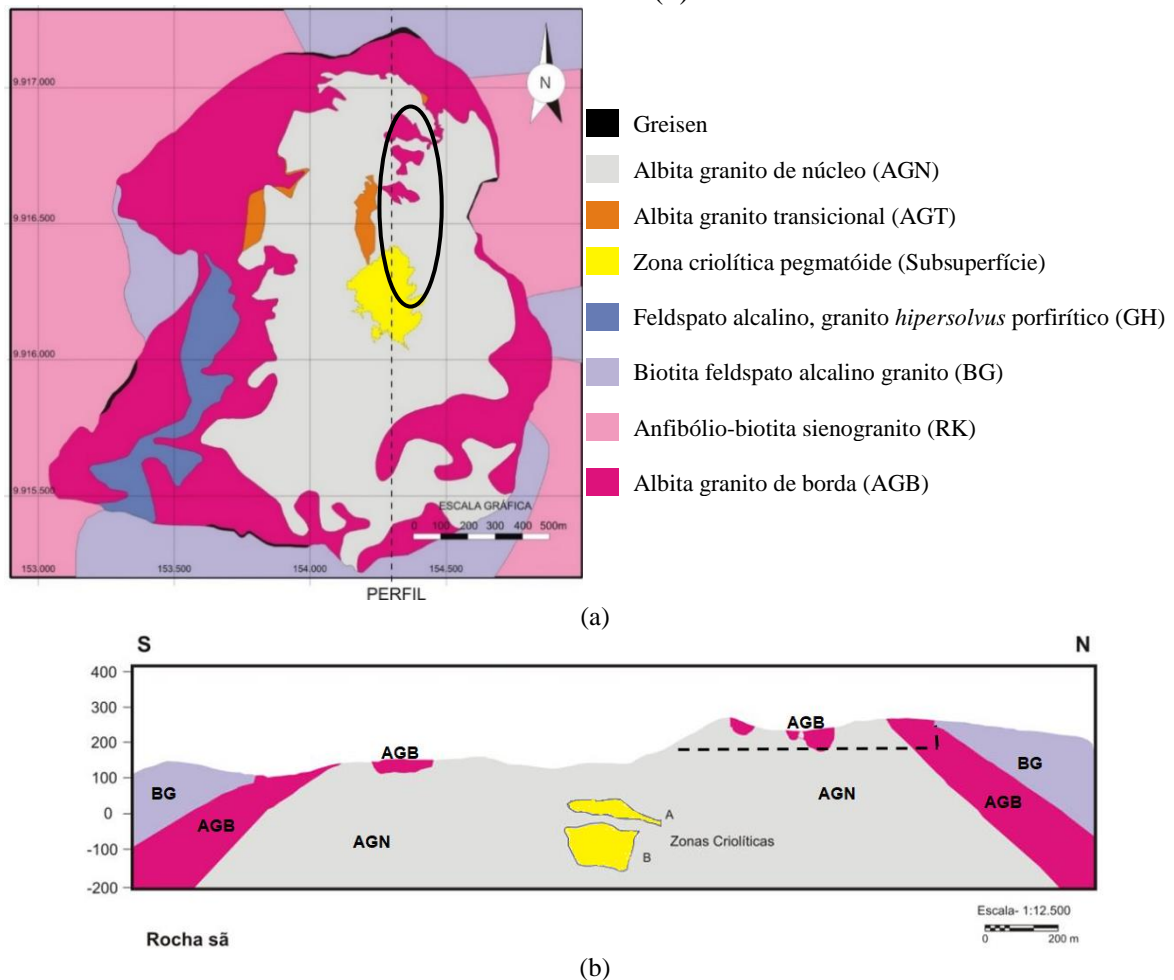 9.917.000
N
9.916.500
9.916.000
9.915.500
ESCALA GRÁFICA
0 100 200 300 400 500m
153.000
153.500
154.000
154.500
PERFIL
Greisen
Albita granito de núcleo (AGN)
Albita granito transicional (AGT)
Zona criolítica pegmatóide (Subsuperfície)
Feldspato alcalino, granito hipersolvus porfirítico (GH)
Biotita feldspato alcalino granito (BG)
Anfibólio-biotita sienogranito (RK)
Albita granito de borda (AGB)
(a)
S
N
400
300
200
100
0
-100
-200
BG
AGB
AGB
AGN
A
B
Zonas Criolíticas
AGB
AGN
AGB
BG
Rocha sã
Escala- 1:12.500
0 200 m
(b)